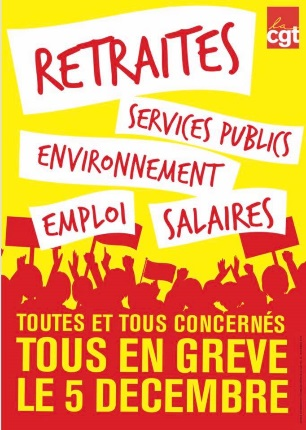 la
cgt
RETRAITES
SERVICES PUBLICS
ENVIRONNEMENT
EMPLOI
SALAIRES
TOUTES ET TOUS CONCERNÉS
TOUS EN GREVE
LE 5 DECEMBRE